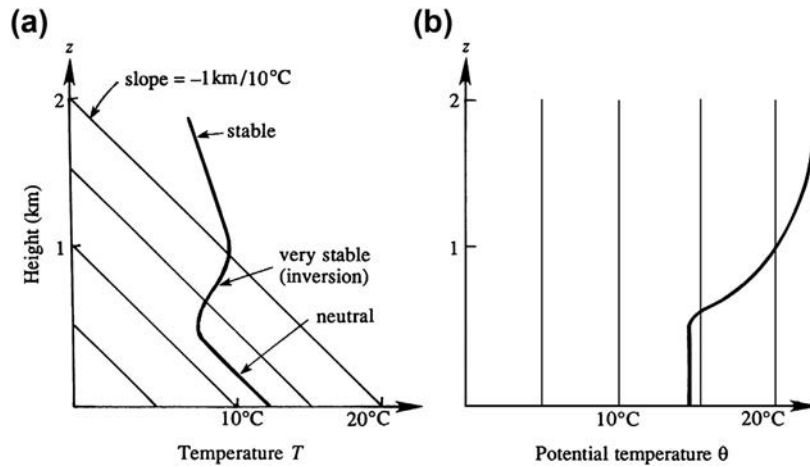 (a)
z
slope = –1 km/10°C
2
stable
1
Height (km)
very stable
(inversion)
neutral
10°C
20°C
Temperature T
(b)
z
2
1
10°C
20°C
Potential temperature θ